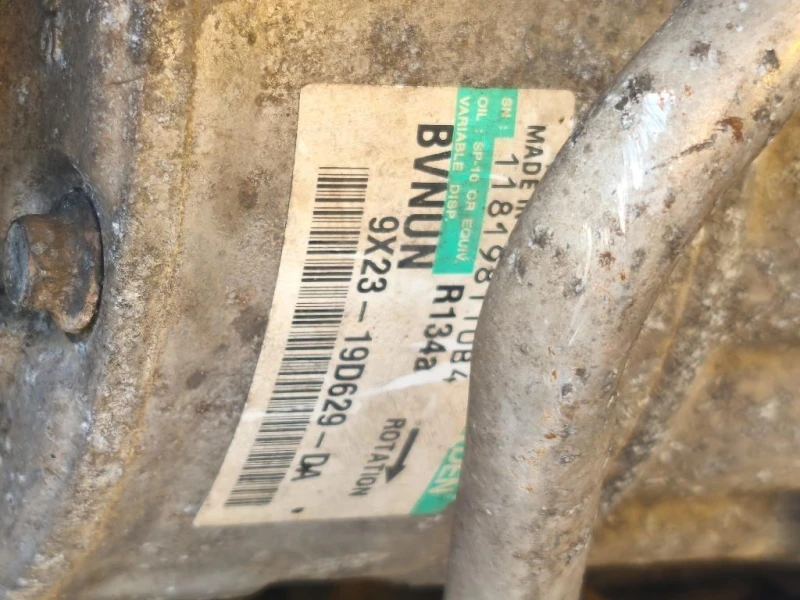 MADE IN
SN: 1181981084
OIL : SP-10 OR EQUIV.
VARIABLE DISP.
BVNUN R134a
9X23-19D629-DA
ROTATION